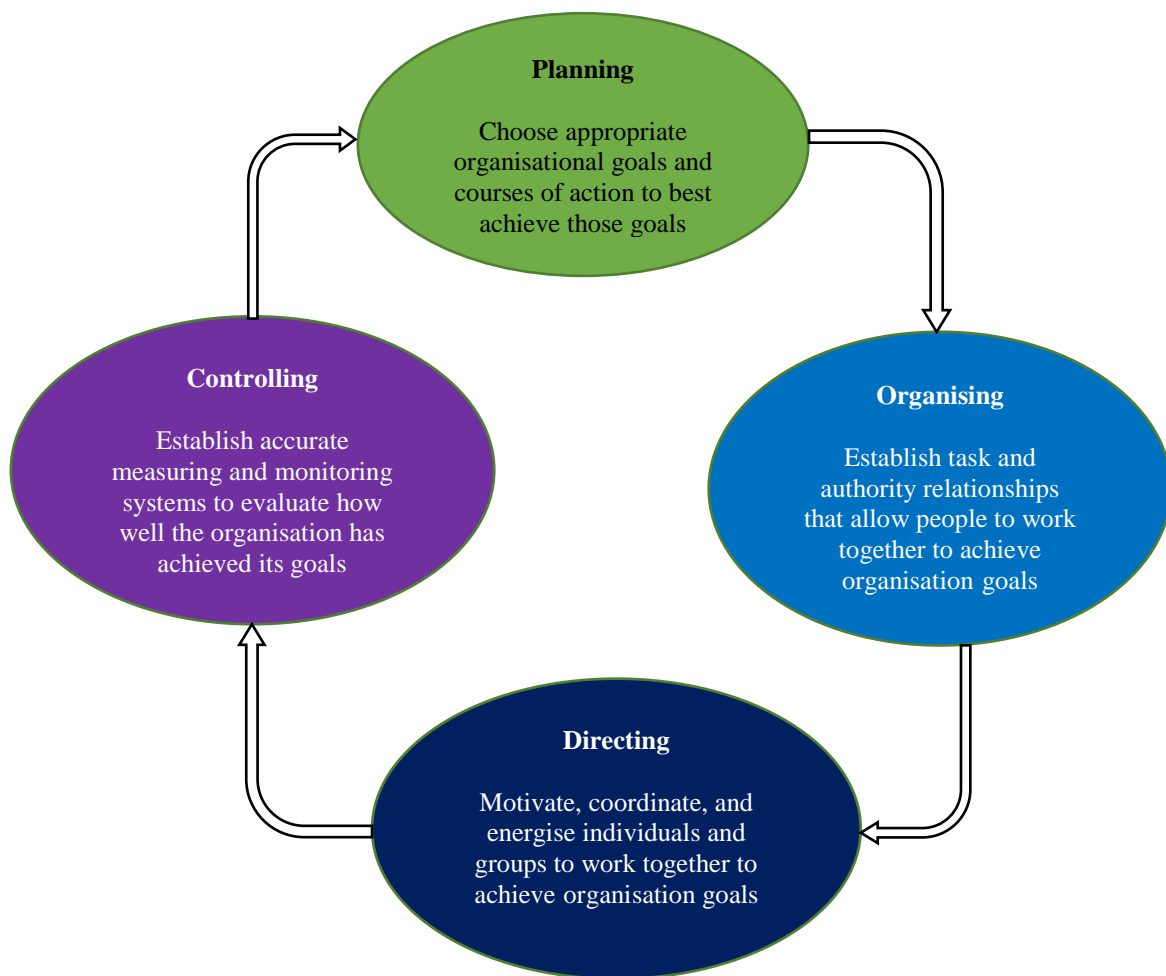 Planning
Choose appropriate
organisational goals and
courses of action to best
achieve those goals
Organising
Establish task and
authority relationships
that allow people to work
together to achieve
organisation goals
Directing
Motivate, coordinate, and
energise individuals and
groups to work together to
achieve organisation goals
Controlling
Establish accurate
measuring and monitoring
systems to evaluate how
well the organisation has
achieved its goals